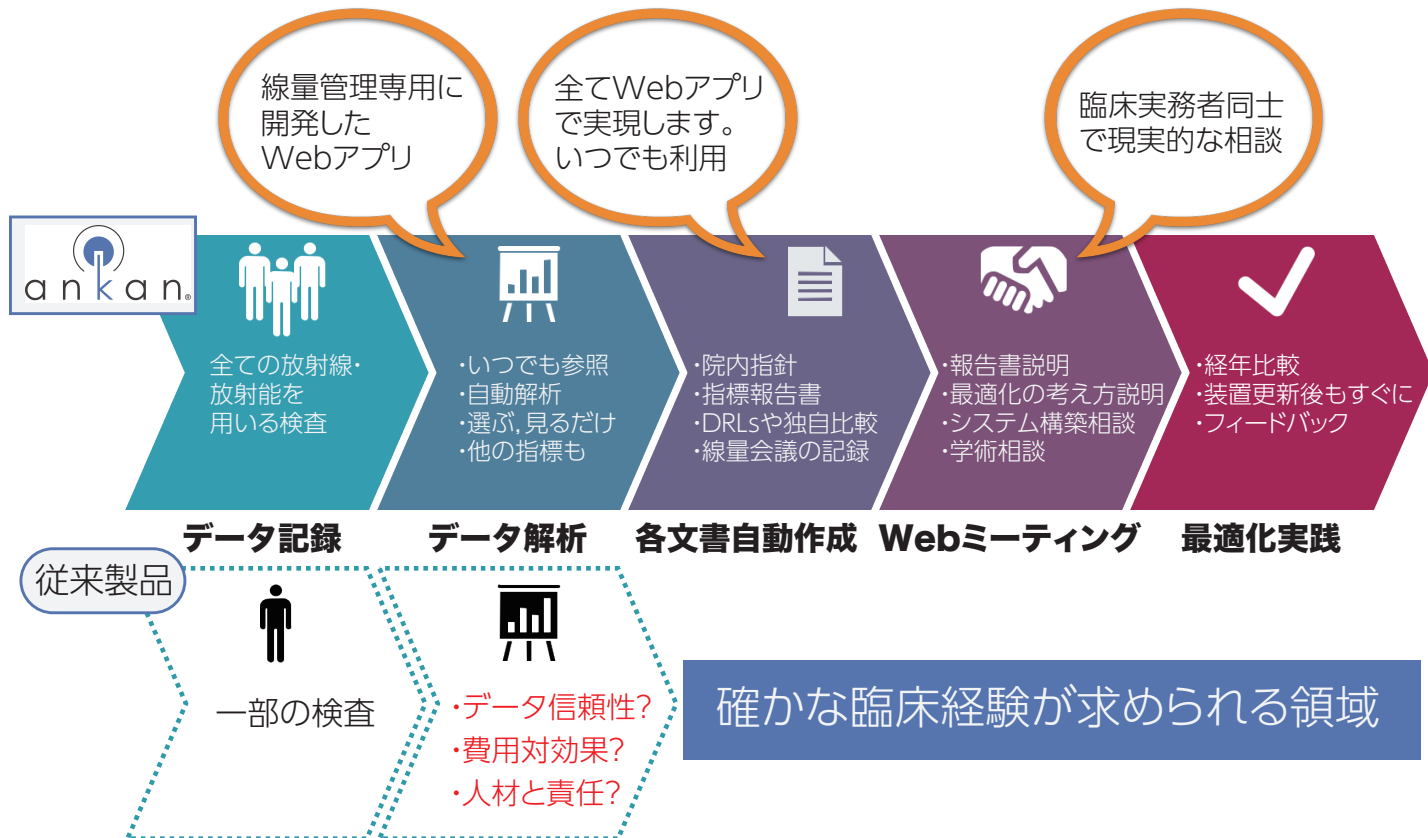 線量管理専用に
開発した
Webアプリ
全てWebアプリ
で実現します。
いつでも利用
臨床実務者同士
で現実的な相談
ankan®
全ての放射線・
放射能を
用いる検査
・いつでも参照
・自動解析
・選ぶ,見るだけ
・他の指標も
・院内指針
・指標報告書
・DRLsや独自比較
・線量会議の記録
・報告書説明
・最適化の考え方説明
・システム構築相談
・学術相談
・経年比較
・装置更新後もすぐに
・フィードバック
データ記録
データ解析
各文書自動作成
Webミーティング
最適化実践
従来製品
一部の検査
・データ信頼性?
・費用対効果?
・人材と責任?
確かな臨床経験が求められる領域